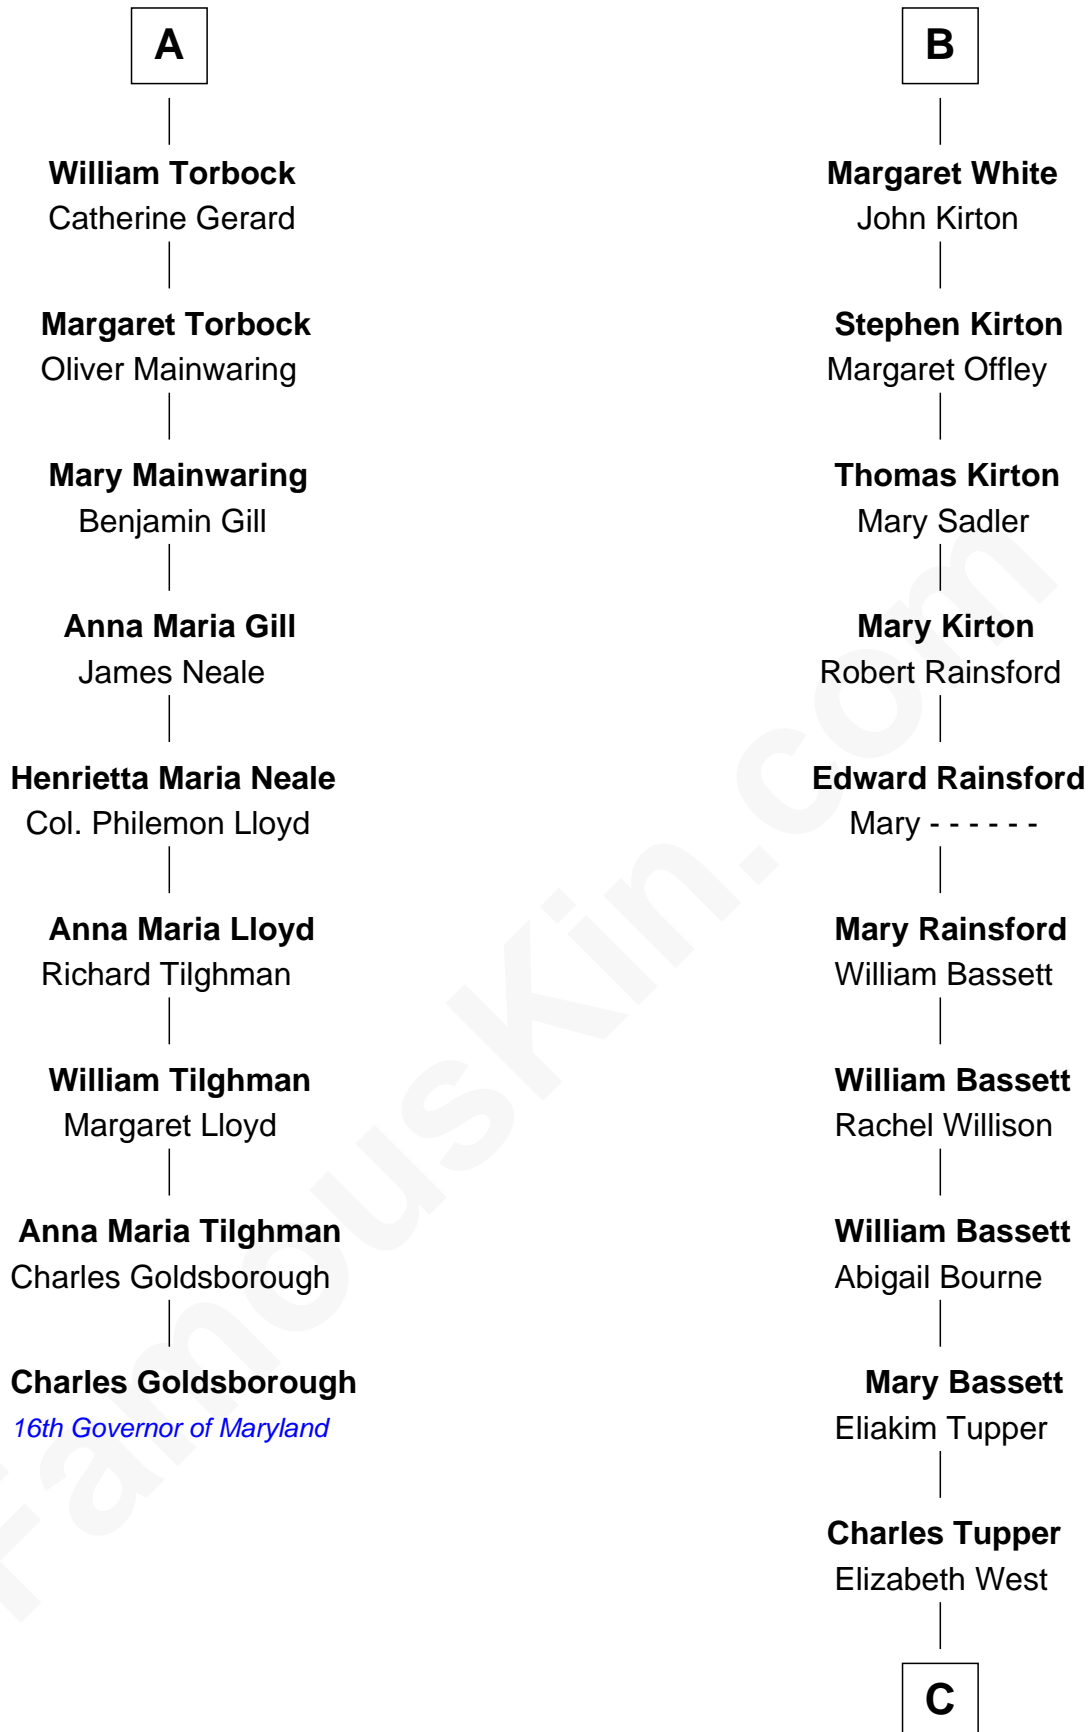 A
William Torbock
Catherine Gerard
Margaret Torbock
Oliver Mainwaring
Mary Mainwaring
Benjamin Gill
Anna Maria Gill
James Neale
Henrietta Maria Neale
Col. Philemon Lloyd
Anna Maria Lloyd
Richard Tilghman
William Tilghman
Margaret Lloyd
Anna Maria Tilghman
Charles Goldsborough
Charles Goldsborough
16th Governor of Maryland
B
Margaret White
John Kirton
Stephen Kirton
Margaret Offley
Thomas Kirton
Mary Sadler
Mary Kirton
Robert Rainsford
Edward Rainsford
Mary - - - - - -
Mary Rainsford
William Bassett
William Bassett
Rachel Willison
William Bassett
Abigail Bourne
Mary Bassett
Eliakim Tupper
Charles Tupper
Elizabeth West
C
FamousKin.com